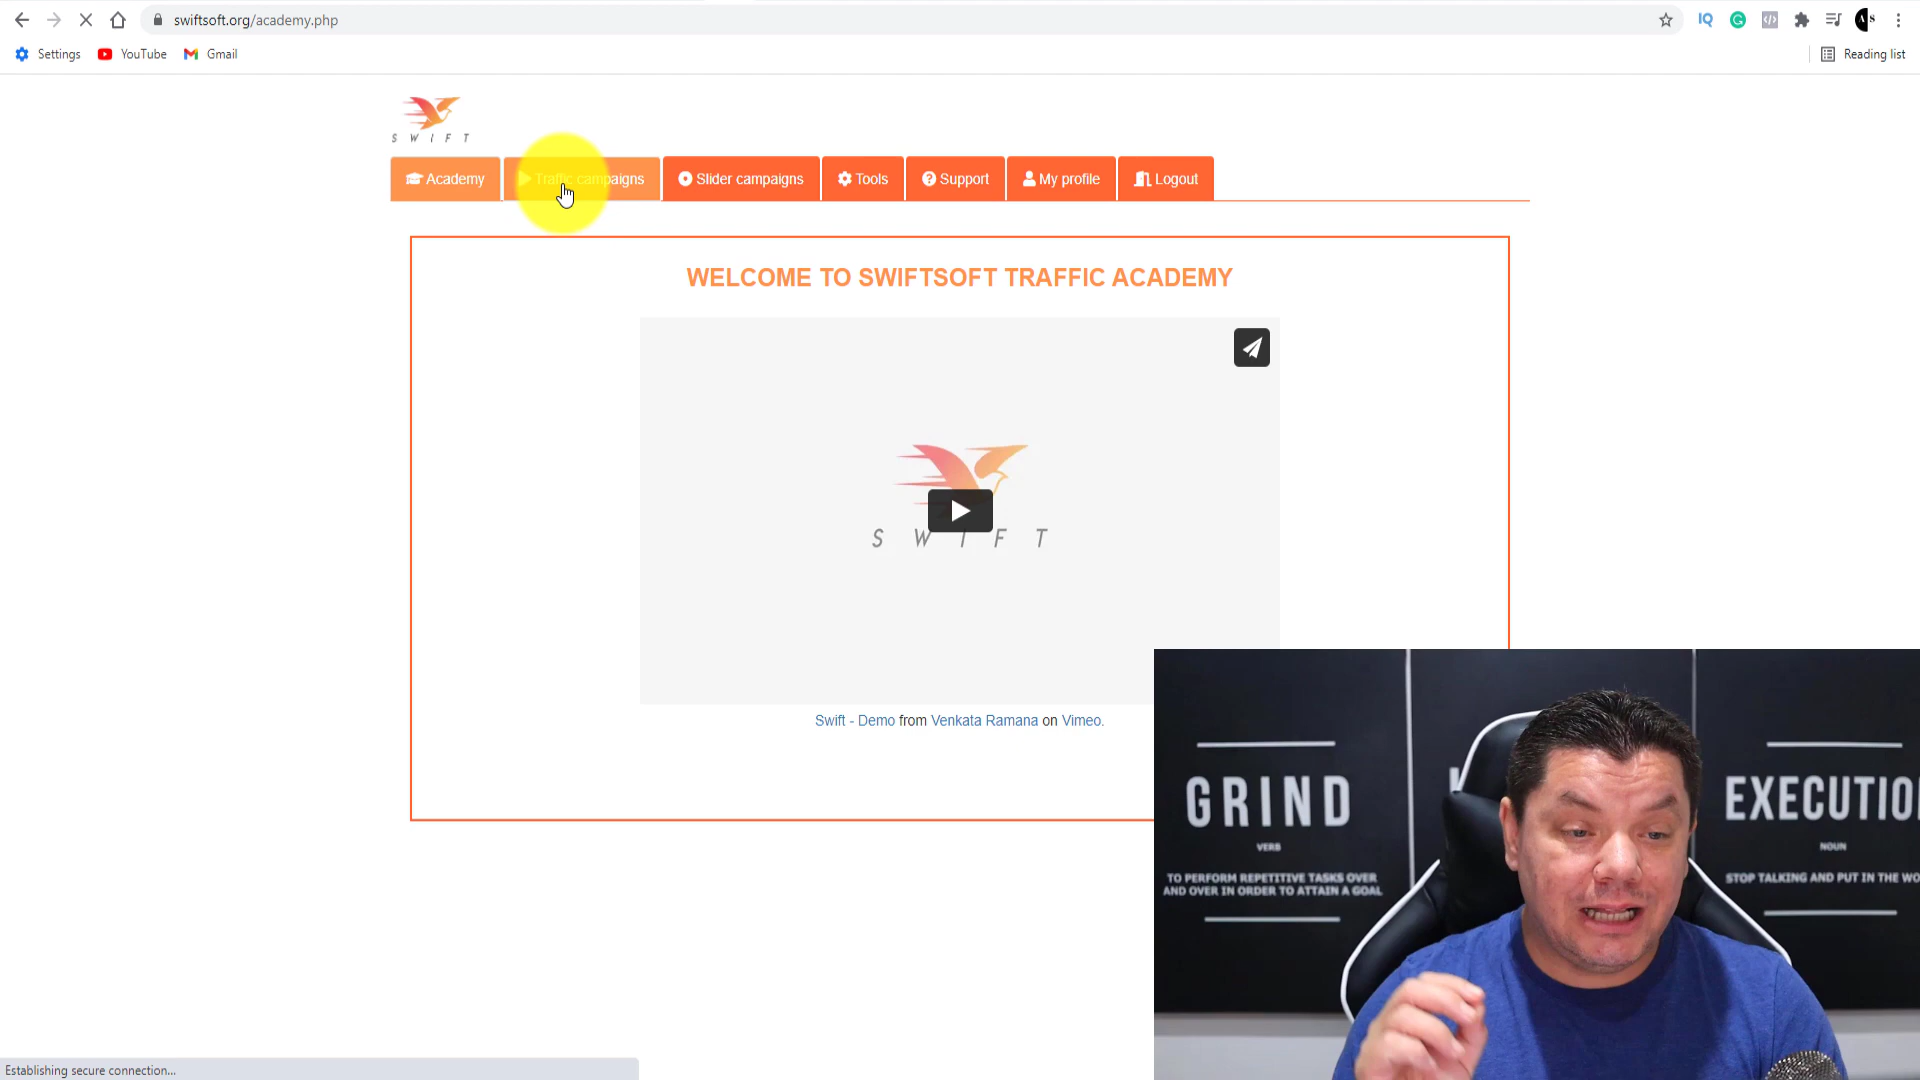 swiftsoft.org/academy.php
IQ
A S
Settings
YouTube
Gmail
Reading list
S W I F T
Academy
Traffic campaigns
Slider campaigns
Tools
Support
My profile
Logout
WELCOME TO SWIFTSOFT TRAFFIC ACADEMY
S W I F T
Swift - Demo from Venkata Ramana on Vimeo.
GRIND
VERB
TO PERFORM REPETITIVE TASKS OVER
AND OVER IN ORDER TO ATTAIN A GOAL
EXECUTIO
NOUN
STOP TALKING AND PUT IN THE WO
Establishing secure connection...